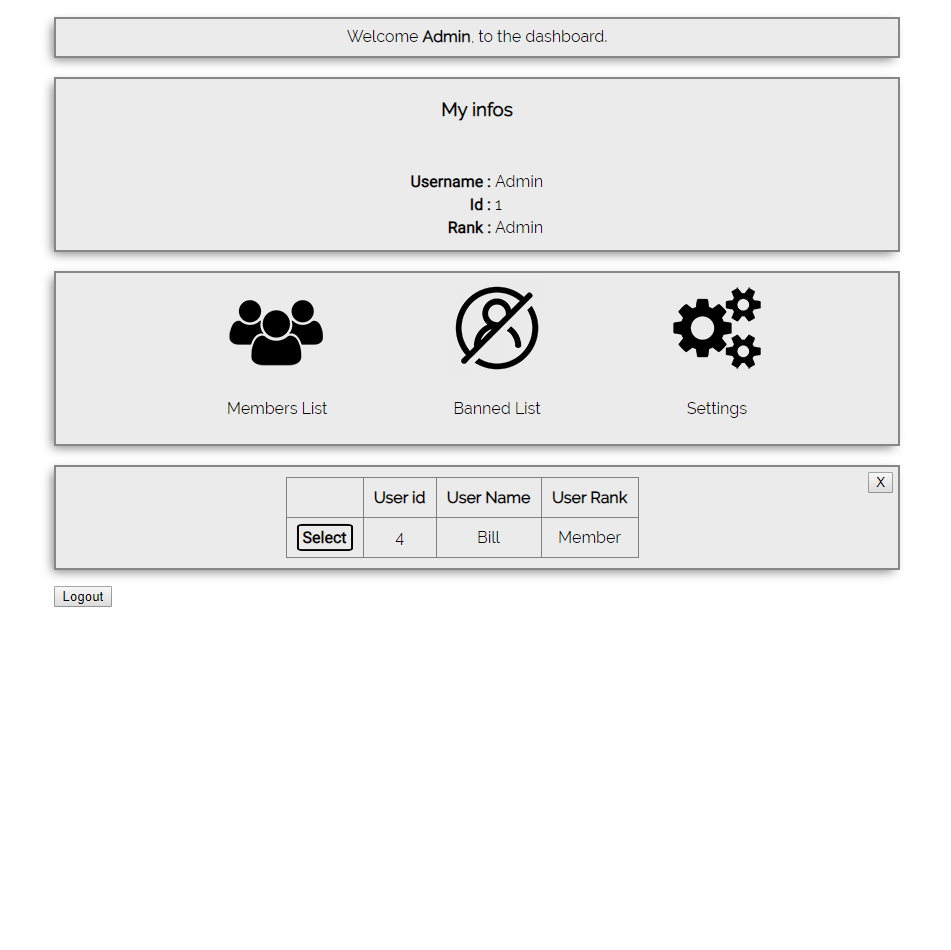 Welcome Admin, to the dashboard.
My infos
Username : Admin
Id : 1
Rank : Admin
Members List Banned List Settings
X
User id User Name User Rank
Select 4 Bill Member
Logout